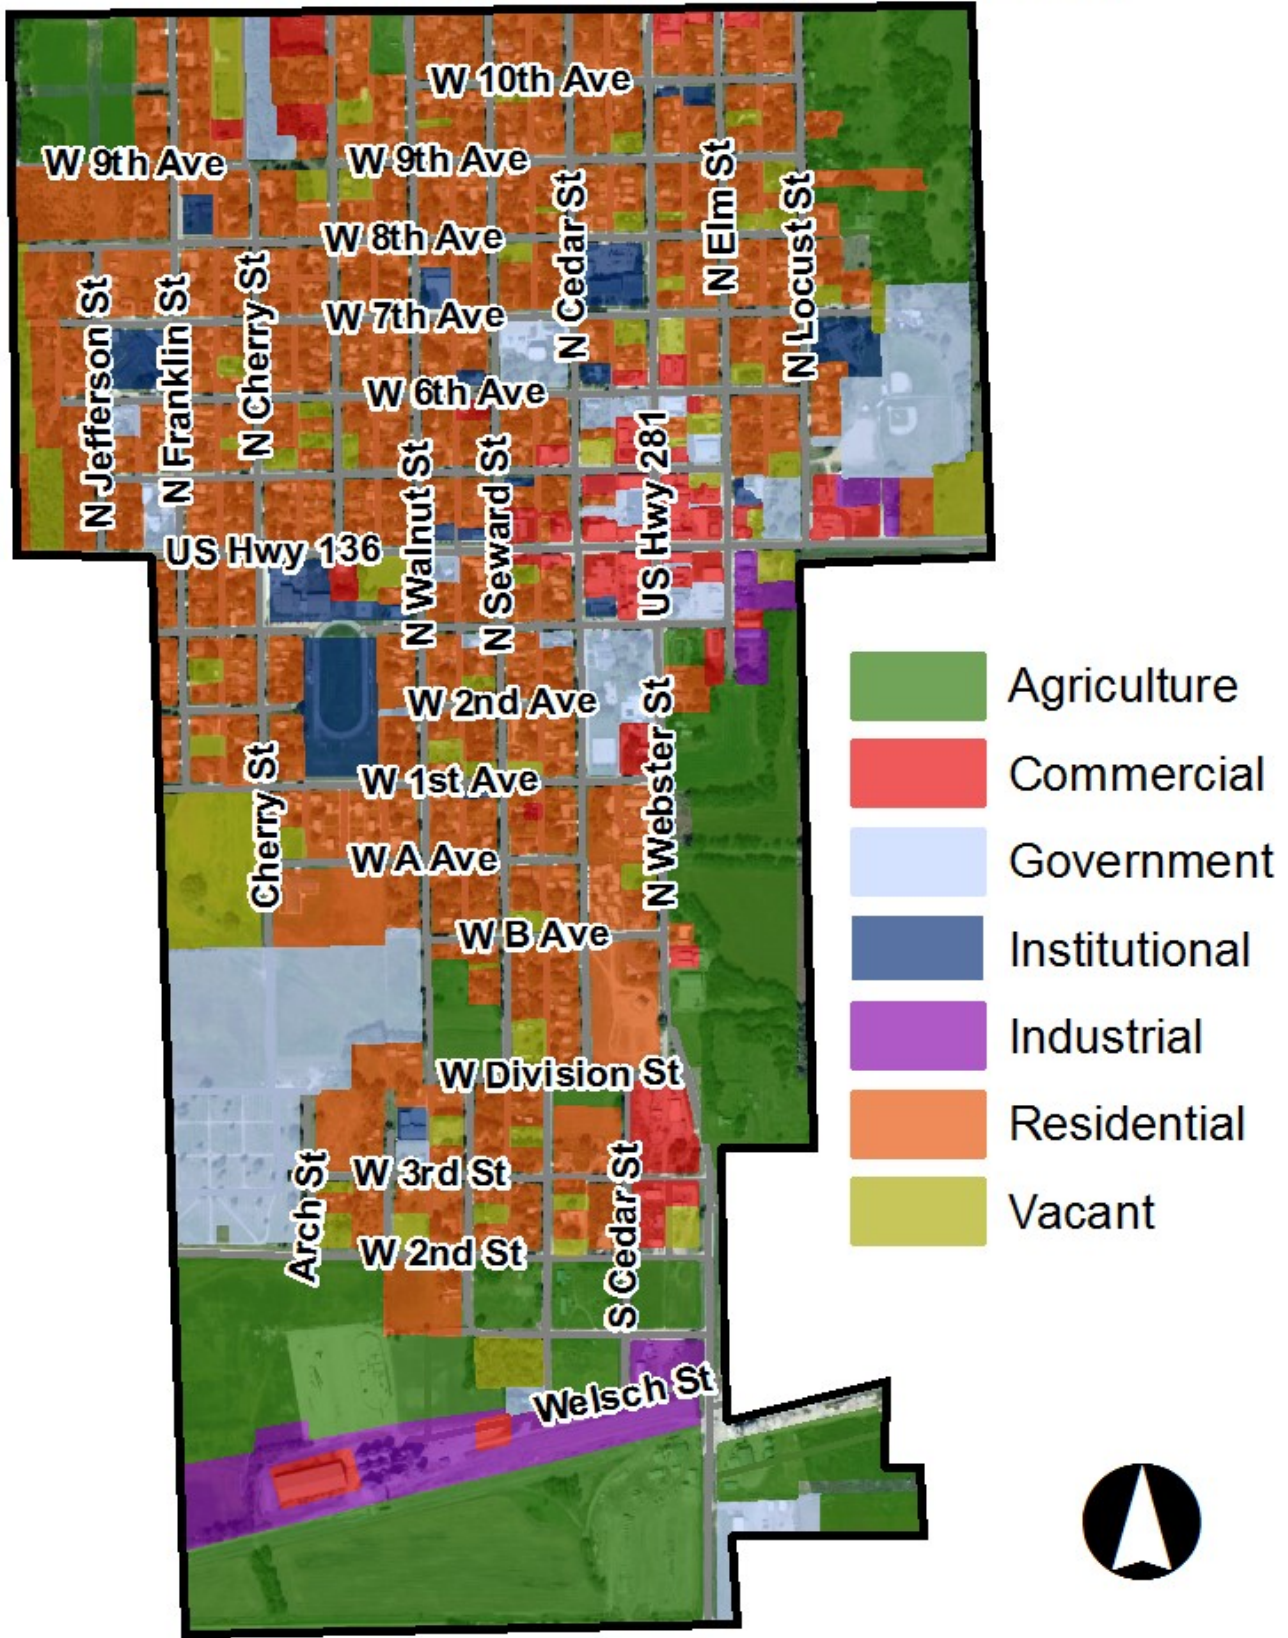 W 10th Ave
W 9th Ave
W 9th Ave
W 8th Ave
N Cedar St
N Elm St
N Locust St
N Jefferson St
N Franklin St
N Cherry St
W 7th Ave
W 6th Ave
N Walnut St
N Seward St
US Hwy 281
US Hwy 136
W 2nd Ave
N Webster St
W 1st Ave
Cherry St
W A Ave
W B Ave
W Division St
Arch St
W 3rd St
S Cedar St
W 2nd St
Welsch St
Agriculture
Commercial
Government
Institutional
Industrial
Residential
Vacant